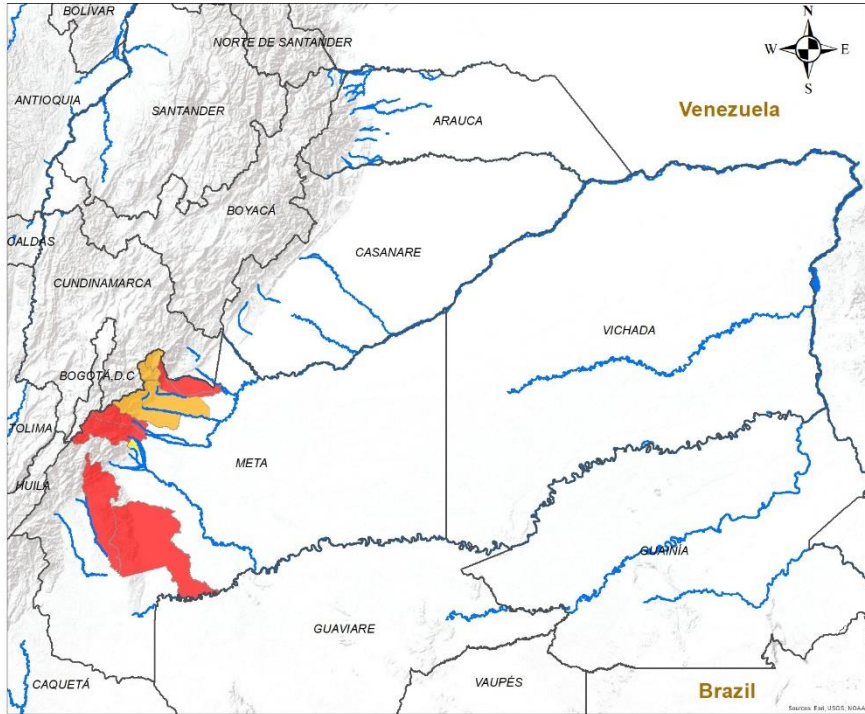 BOLÍVAR
N
NORTE DE SANTANDER
W
E
S
ANTIOQUIA
SANTANDER
Venezuela
ARAUCA
BOYACÁ
CALDAS
CASANARE
CUNDINAMARCA
VICHADA
BOGOTÁ, D.C
TOLIMA
META
HUILA
GUAINÍA
GUAVIARE
CAQUETÁ
VAUPÉS
Brazil
Sources: Esri, USGS, NOAA